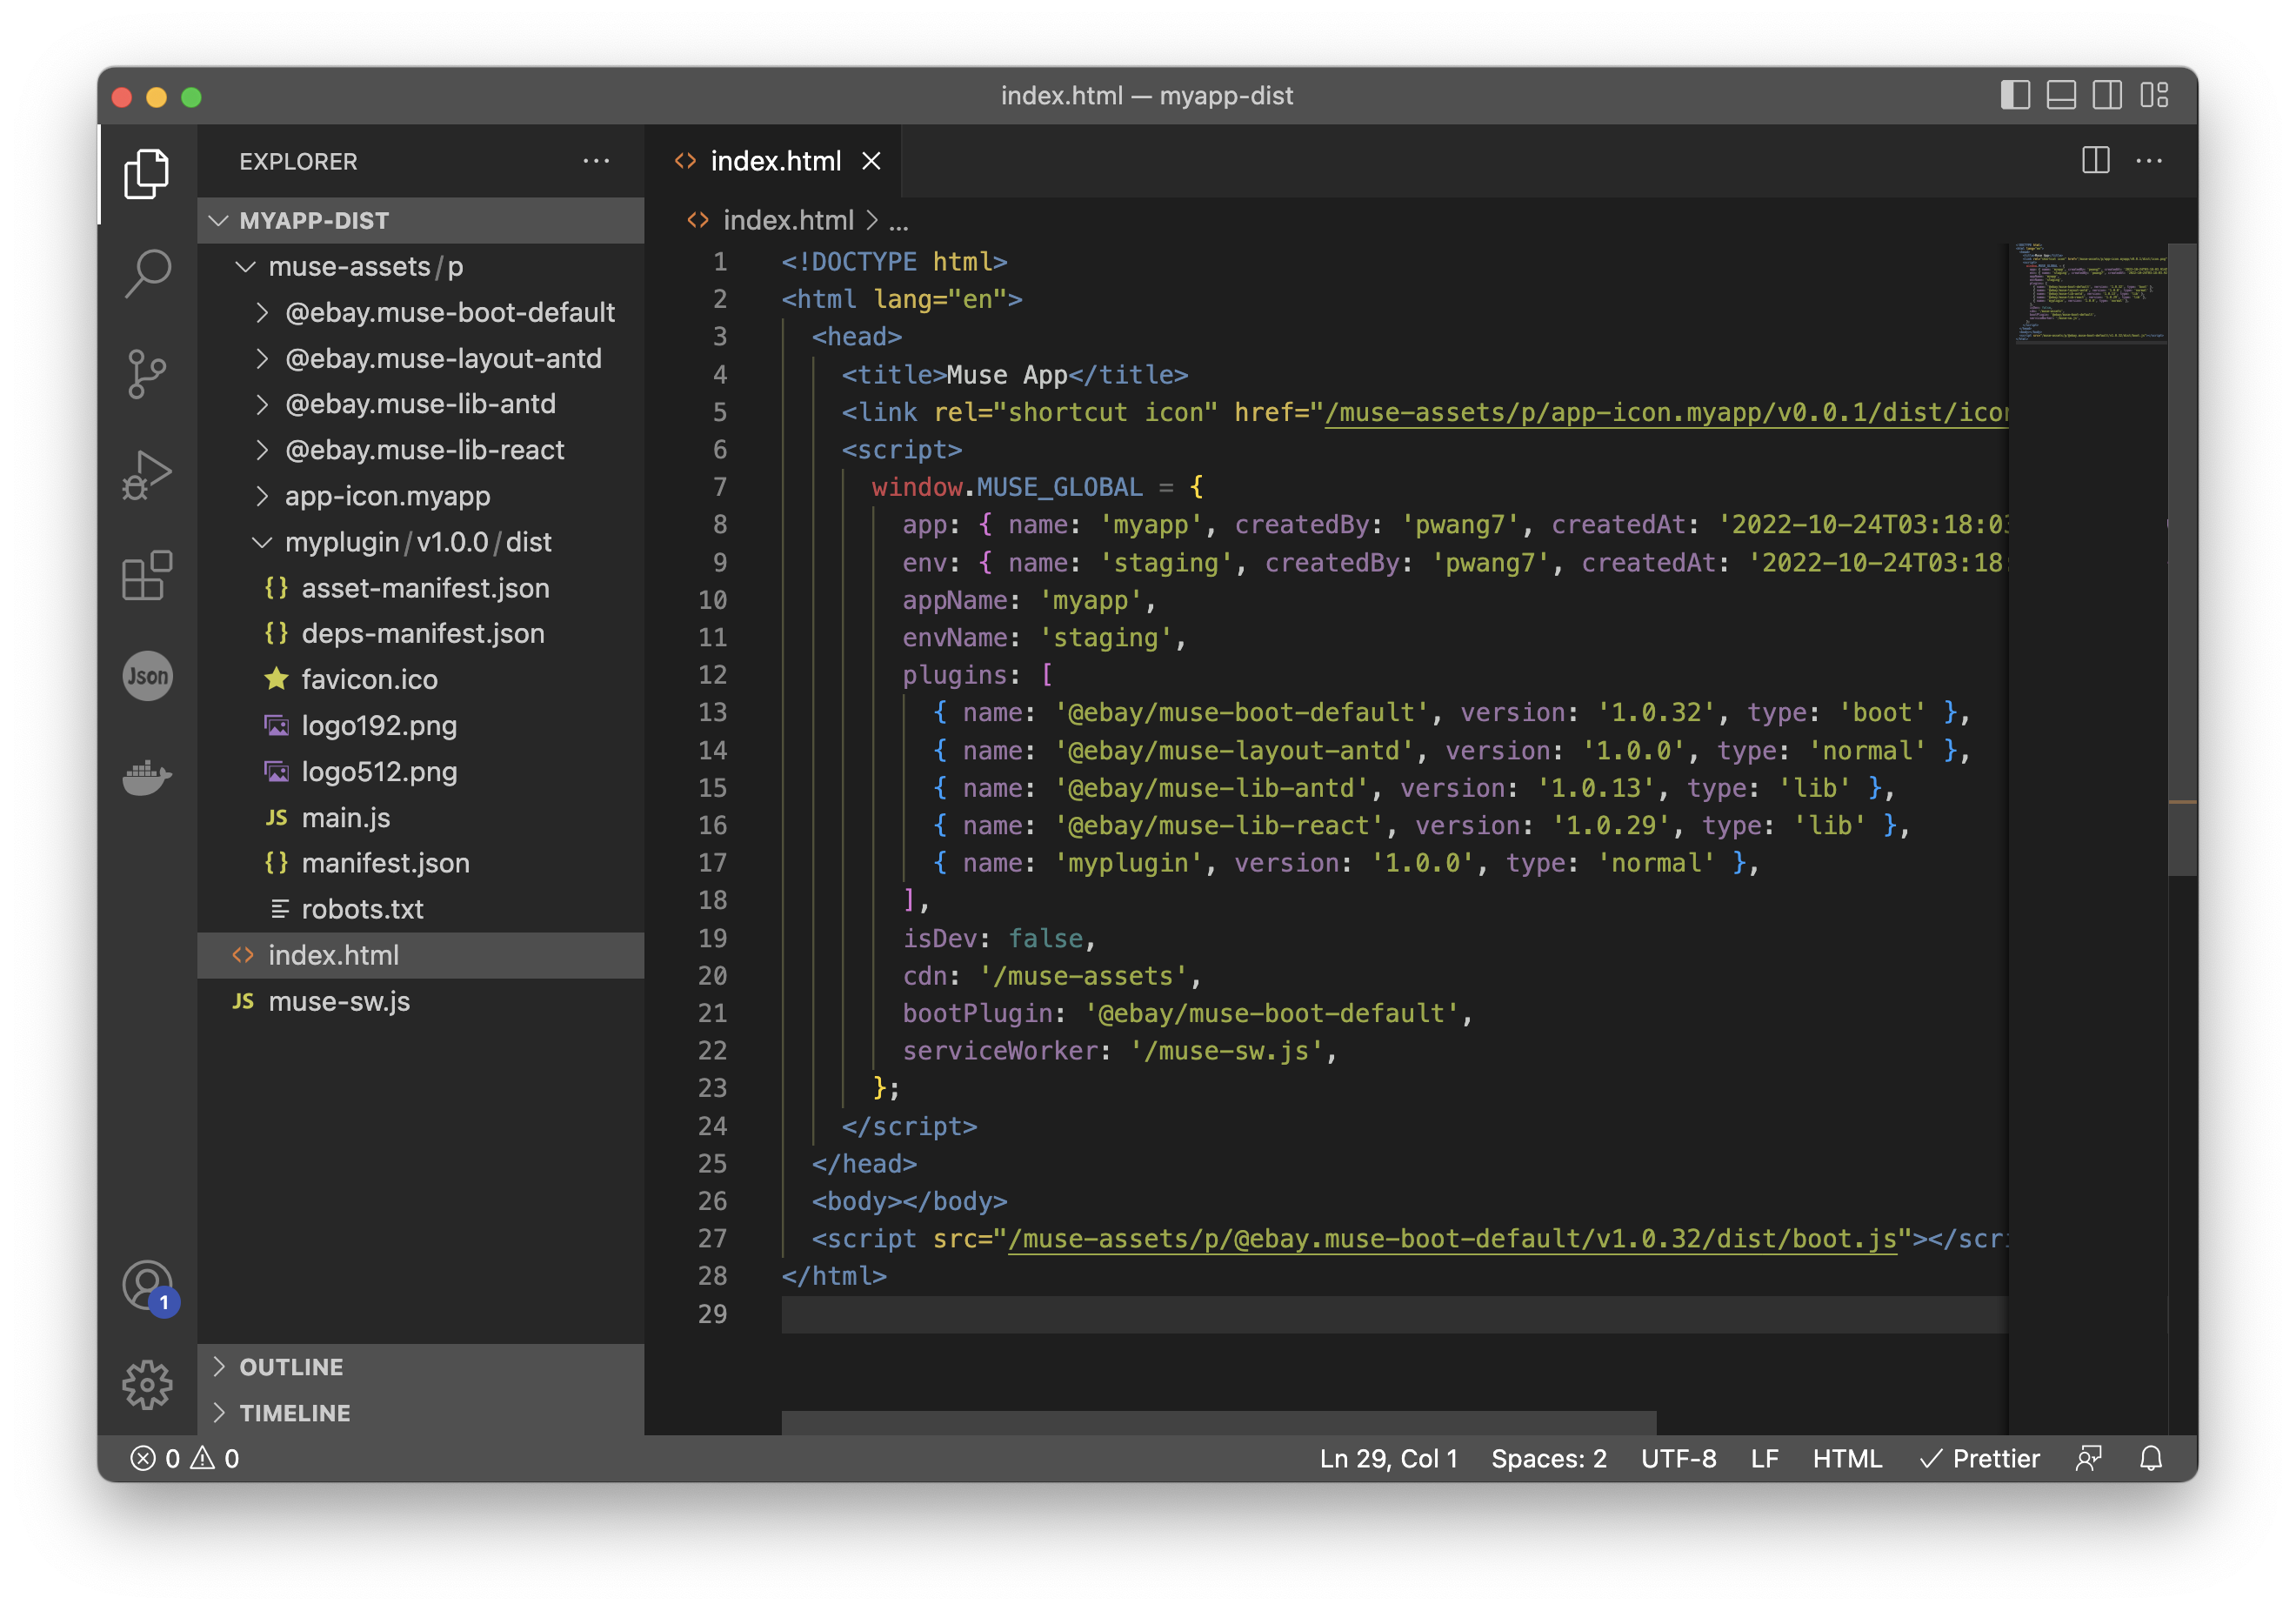 index.html — myapp-dist
EXPLORER
MYAPP-DIST
muse-assets/p
@ebay.muse-boot-default
@ebay.muse-layout-antd
@ebay.muse-lib-antd
@ebay.muse-lib-react
app-icon.myapp
myplugin/v1.0.0/dist
{} asset-manifest.json
{} deps-manifest.json
favicon.ico
logo192.png
logo512.png
JS main.js
{} manifest.json
robots.txt
<> index.html
JS muse-sw.js
OUTLINE
TIMELINE
Json
1
<> index.html
<> index.html > ...
1 <!DOCTYPE html>
2 <html lang="en">
3 <head>
4 <title>Muse App</title>
5 <link rel="shortcut icon" href="/muse-assets/p/app-icon.myapp/v0.0.1/dist/icon
6 <script>
7 window.MUSE_GLOBAL = {
8 app: { name: 'myapp', createdBy: 'pwang7', createdAt: '2022-10-24T03:18:03
9 env: { name: 'staging', createdBy: 'pwang7', createdAt: '2022-10-24T03:18:
10 appName: 'myapp',
11 envName: 'staging',
12 plugins: [
13 { name: '@ebay/muse-boot-default', version: '1.0.32', type: 'boot' },
14 { name: '@ebay/muse-layout-antd', version: '1.0.0', type: 'normal' },
15 { name: '@ebay/muse-lib-antd', version: '1.0.13', type: 'lib' },
16 { name: '@ebay/muse-lib-react', version: '1.0.29', type: 'lib' },
17 { name: 'myplugin', version: '1.0.0', type: 'normal' },
18 ],
19 isDev: false,
20 cdn: '/muse-assets',
21 bootPlugin: '@ebay/muse-boot-default',
22 serviceWorker: '/muse-sw.js',
23 };
24 </script>
25 </head>
26 <body></body>
27 <script src="/muse-assets/p/@ebay.muse-boot-default/v1.0.32/dist/boot.js"></scri
28 </html>
29
0 0
Ln 29, Col 1 Spaces: 2 UTF-8 LF HTML Prettier